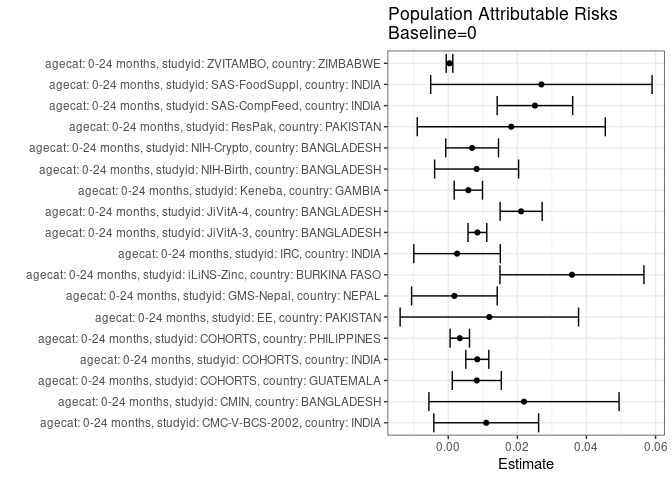 Population Attributable Risks
Baseline=0
agecat: 0-24 months, studyid: ZVITAMBO, country: ZIMBABWE
agecat: 0-24 months, studyid: SAS-FoodSuppl, country: INDIA
agecat: 0-24 months, studyid: SAS-CompFeed, country: INDIA
agecat: 0-24 months, studyid: ResPak, country: PAKISTAN
agecat: 0-24 months, studyid: NIH-Crypto, country: BANGLADESH
agecat: 0-24 months, studyid: NIH-Birth, country: BANGLADESH
agecat: 0-24 months, studyid: Keneba, country: GAMBIA
agecat: 0-24 months, studyid: JiVitA-4, country: BANGLADESH
agecat: 0-24 months, studyid: JiVitA-3, country: BANGLADESH
agecat: 0-24 months, studyid: IRC, country: INDIA
agecat: 0-24 months, studyid: iLiNS-Zinc, country: BURKINA FASO
agecat: 0-24 months, studyid: GMS-Nepal, country: NEPAL
agecat: 0-24 months, studyid: EE, country: PAKISTAN
agecat: 0-24 months, studyid: COHORTS, country: PHILIPPINES
agecat: 0-24 months, studyid: COHORTS, country: INDIA
agecat: 0-24 months, studyid: COHORTS, country: GUATEMALA
agecat: 0-24 months, studyid: CMIN, country: BANGLADESH
agecat: 0-24 months, studyid: CMC-V-BCS-2002, country: INDIA
0.00 0.02 0.04 0.06
Estimate